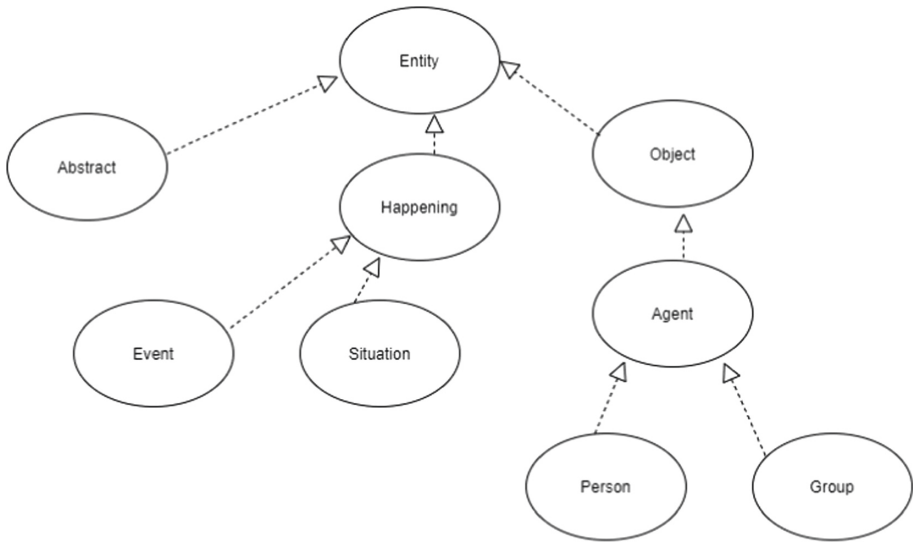 Entity
Abstract
Object
Happening
Agent
Event
Situation
Person
Group